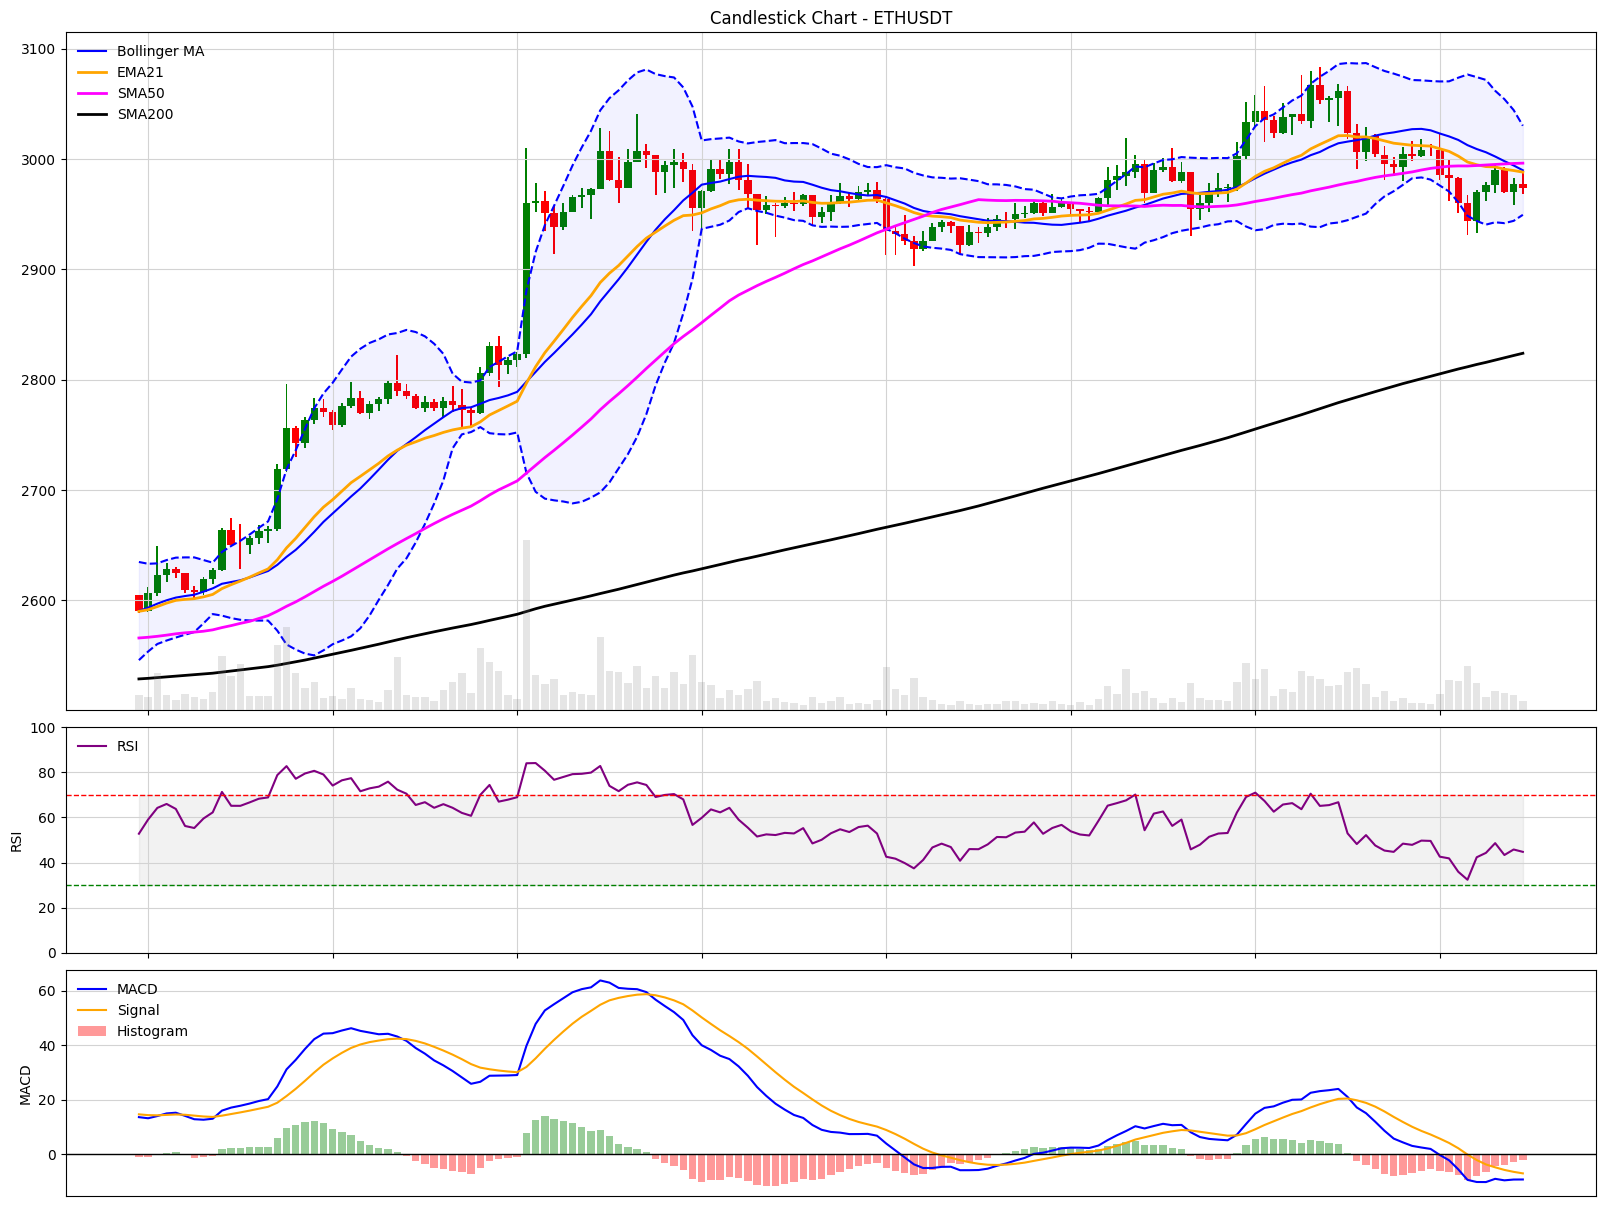 Candlestick Chart - ETHUSDT
Bollinger MA
EMA21
SMA50
SMA200
3100
3000
2900
2800
2700
2600
RSI
100
80
60
40
20
0
RSI
MACD
Signal
Histogram
60
40
20
0
MACD